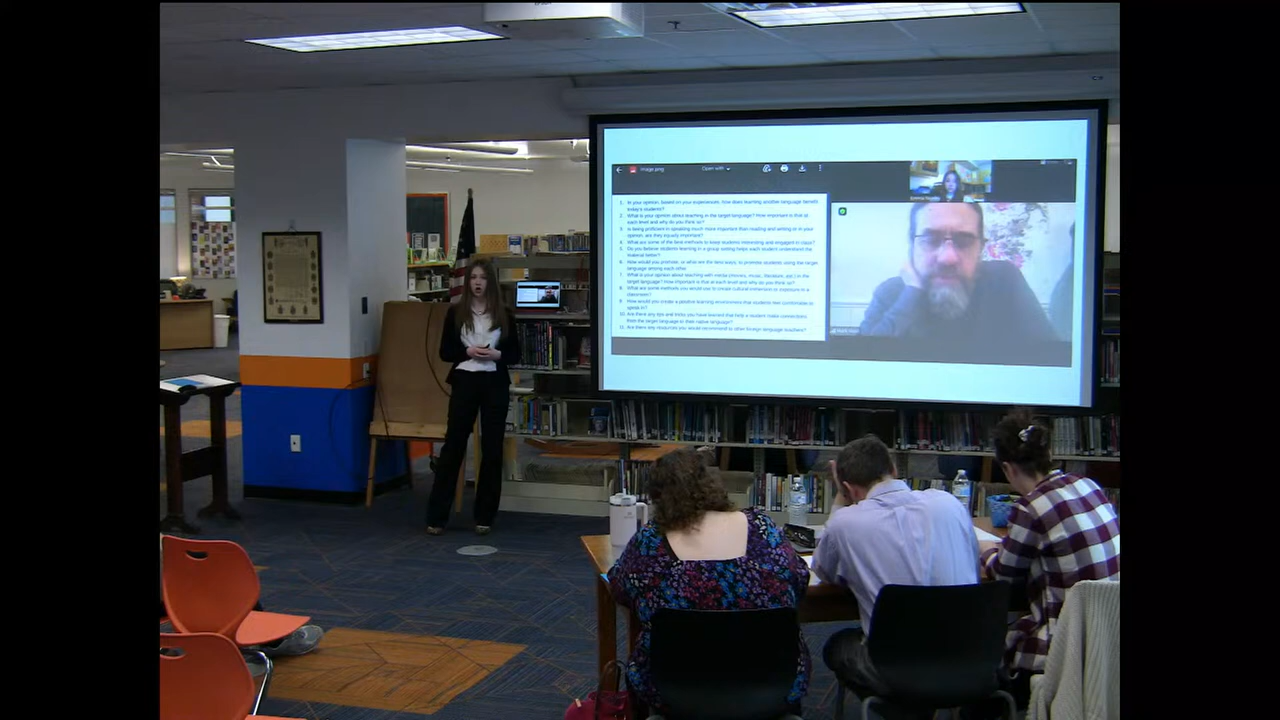 image.png
Open with
1. In your opinion, based on your experiences, how does learning another language benefit
today's students?
2. What is your opinion about teaching in the target language? How important is that at
each level and why do you think so?
3. Is being proficient in speaking much more important than reading and writing or in your
opinion, are they equally important?
4. What are some of the best methods to keep students interesting and engaged in class?
5. Do you believe students learning in a group setting helps each student understand the
material better?
6. How would you promote, or what are the best ways, to promote students using the target
language among each other
7. What is your opinion about teaching with media (movies, music, literature, ect.) in the
target language? How important is that at each level and why do you think so?
8. What are some methods you would use to create cultural immersion or exposure in a
classroom?
9. How would you create a positive learning environment that students feel comfortable to
speak in?
10. Are there any tips and tricks you have learned that help a student make connections
from the target language to their native language?
11. Are there any resources you would recommend to other foreign language teachers?